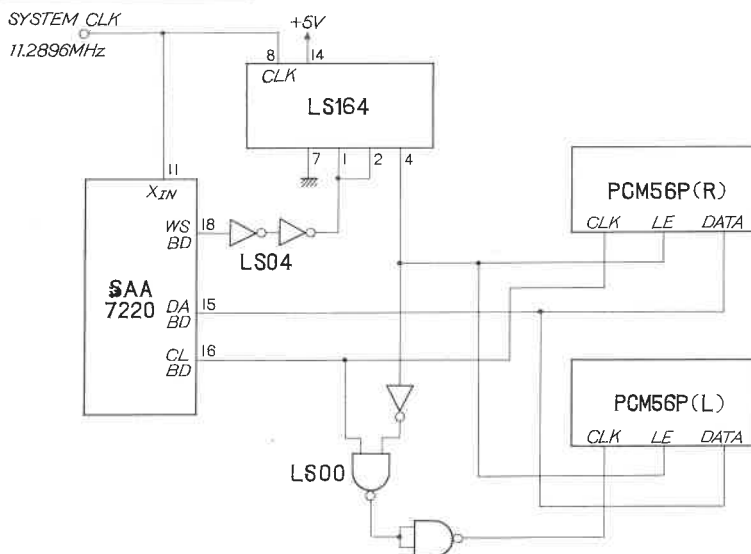 SYSTEM CLK
11.2896MHz
+5V
8
14
CLK
LS164
7
1
2
4
11
XIN
WS
BD
18
LS04
SAA
7220
DA
BD
15
CL
BD
16
PCM56P(R)
CLK
LE
DATA
PCM56P(L)
CLK
LE
DATA
LS00